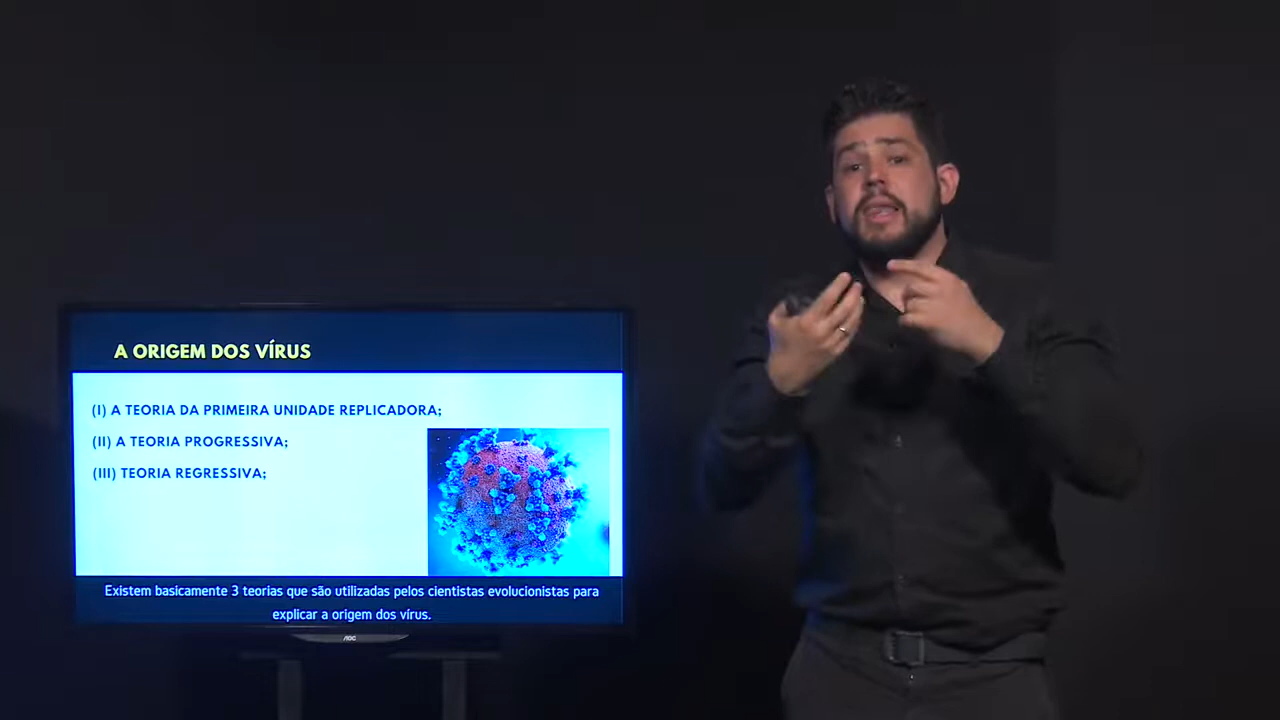 A ORIGEM DOS VÍRUS
(I) A TEORIA DA PRIMEIRA UNIDADE REPLICADORA;
(II) A TEORIA PROGRESSIVA;
(III) TEORIA REGRESSIVA;
Existem basicamente 3 teorias que são utilizadas pelos cientistas evolucionistas para
explicar a origem dos vírus.
AOC